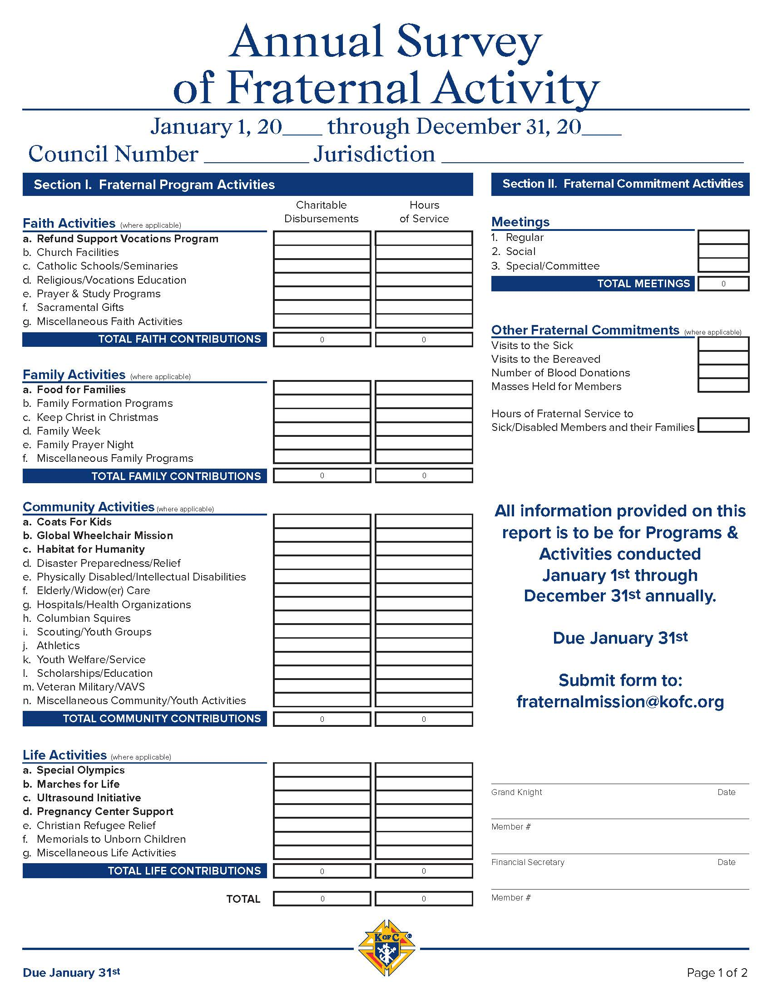 Annual Survey
of Fraternal Activity
January 1, 20____ through December 31, 20____
Council Number __________ Jurisdiction ______________________________
Section I.  Fraternal Program Activities
Charitable
Disbursements
Hours
of Service
Faith Activities (where applicable)
a. Refund Support Vocations Program
b. Church Facilities
c. Catholic Schools/Seminaries
d. Religious/Vocations Education
e. Prayer & Study Programs
f. Sacramental Gifts
g. Miscellaneous Faith Activities
TOTAL FAITH CONTRIBUTIONS 0 0
Family Activities (where applicable)
a. Food for Families
b. Family Formation Programs
c. Keep Christ in Christmas
d. Family Week
e. Family Prayer Night
f. Miscellaneous Family Programs
TOTAL FAMILY CONTRIBUTIONS 0 0
Community Activities (where applicable)
a. Coats For Kids
b. Global Wheelchair Mission
c. Habitat for Humanity
d. Disaster Preparedness/Relief
e. Physically Disabled/Intellectual Disabilities
f. Elderly/Widow(er) Care
g. Hospitals/Health Organizations
h. Columbian Squires
i. Scouting/Youth Groups
j. Athletics
k. Youth Welfare/Service
l. Scholarships/Education
m. Veteran Military/VAVS
n. Miscellaneous Community/Youth Activities
TOTAL COMMUNITY CONTRIBUTIONS 0 0
Life Activities (where applicable)
a. Special Olympics
b. Marches for Life
c. Ultrasound Initiative
d. Pregnancy Center Support
e. Christian Refugee Relief
f. Memorials to Unborn Children
g. Miscellaneous Life Activities
TOTAL LIFE CONTRIBUTIONS 0 0
TOTAL 0 0
Section II.  Fraternal Commitment Activities
Meetings
1. Regular
2. Social
3. Special/Committee
TOTAL MEETINGS 0
Other Fraternal Commitments (where applicable)
Visits to the Sick
Visits to the Bereaved
Number of Blood Donations
Masses Held for Members
Hours of Fraternal Service to
Sick/Disabled Members and their Families
All information provided on this
report is to be for Programs &
Activities conducted
January 1st through
December 31st annually.
Due January 31st
Submit form to:
fraternalmission@kofc.org
Grand Knight Date
Member #
Financial Secretary Date
Member #
K OF C ®
Due January 31st
Page 1 of 2